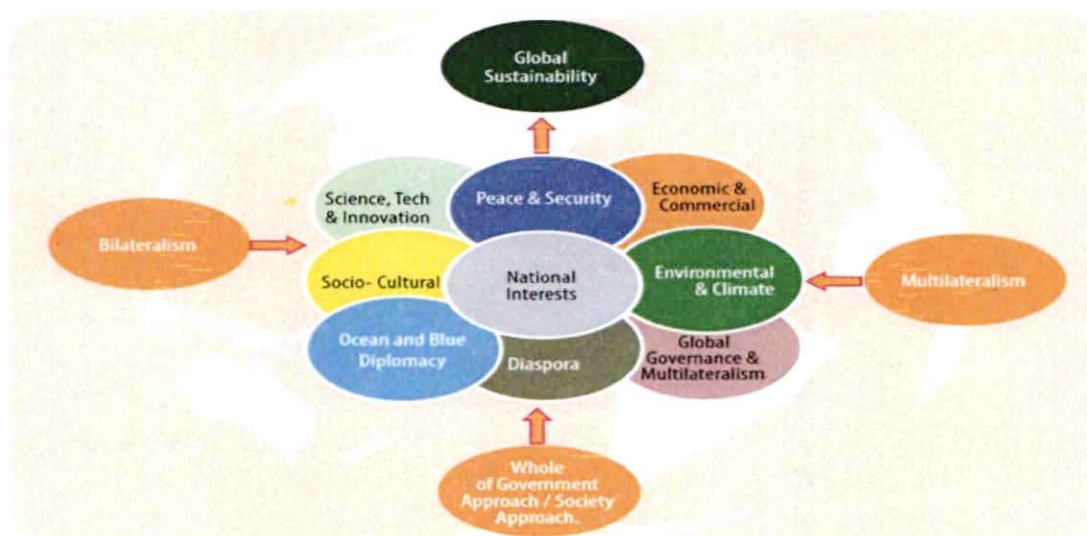 Global
Sustainability
Science, Tech
& Innovation
Peace & Security
Economic &
Commercial
Bilateralism
Socio- Cultural
National
Interests
Environmental
& Climate
Multilateralism
Ocean and Blue
Diplomacy
Diaspora
Global
Governance &
Multilateralism
Whole
of Government
Approach / Society
Approach.